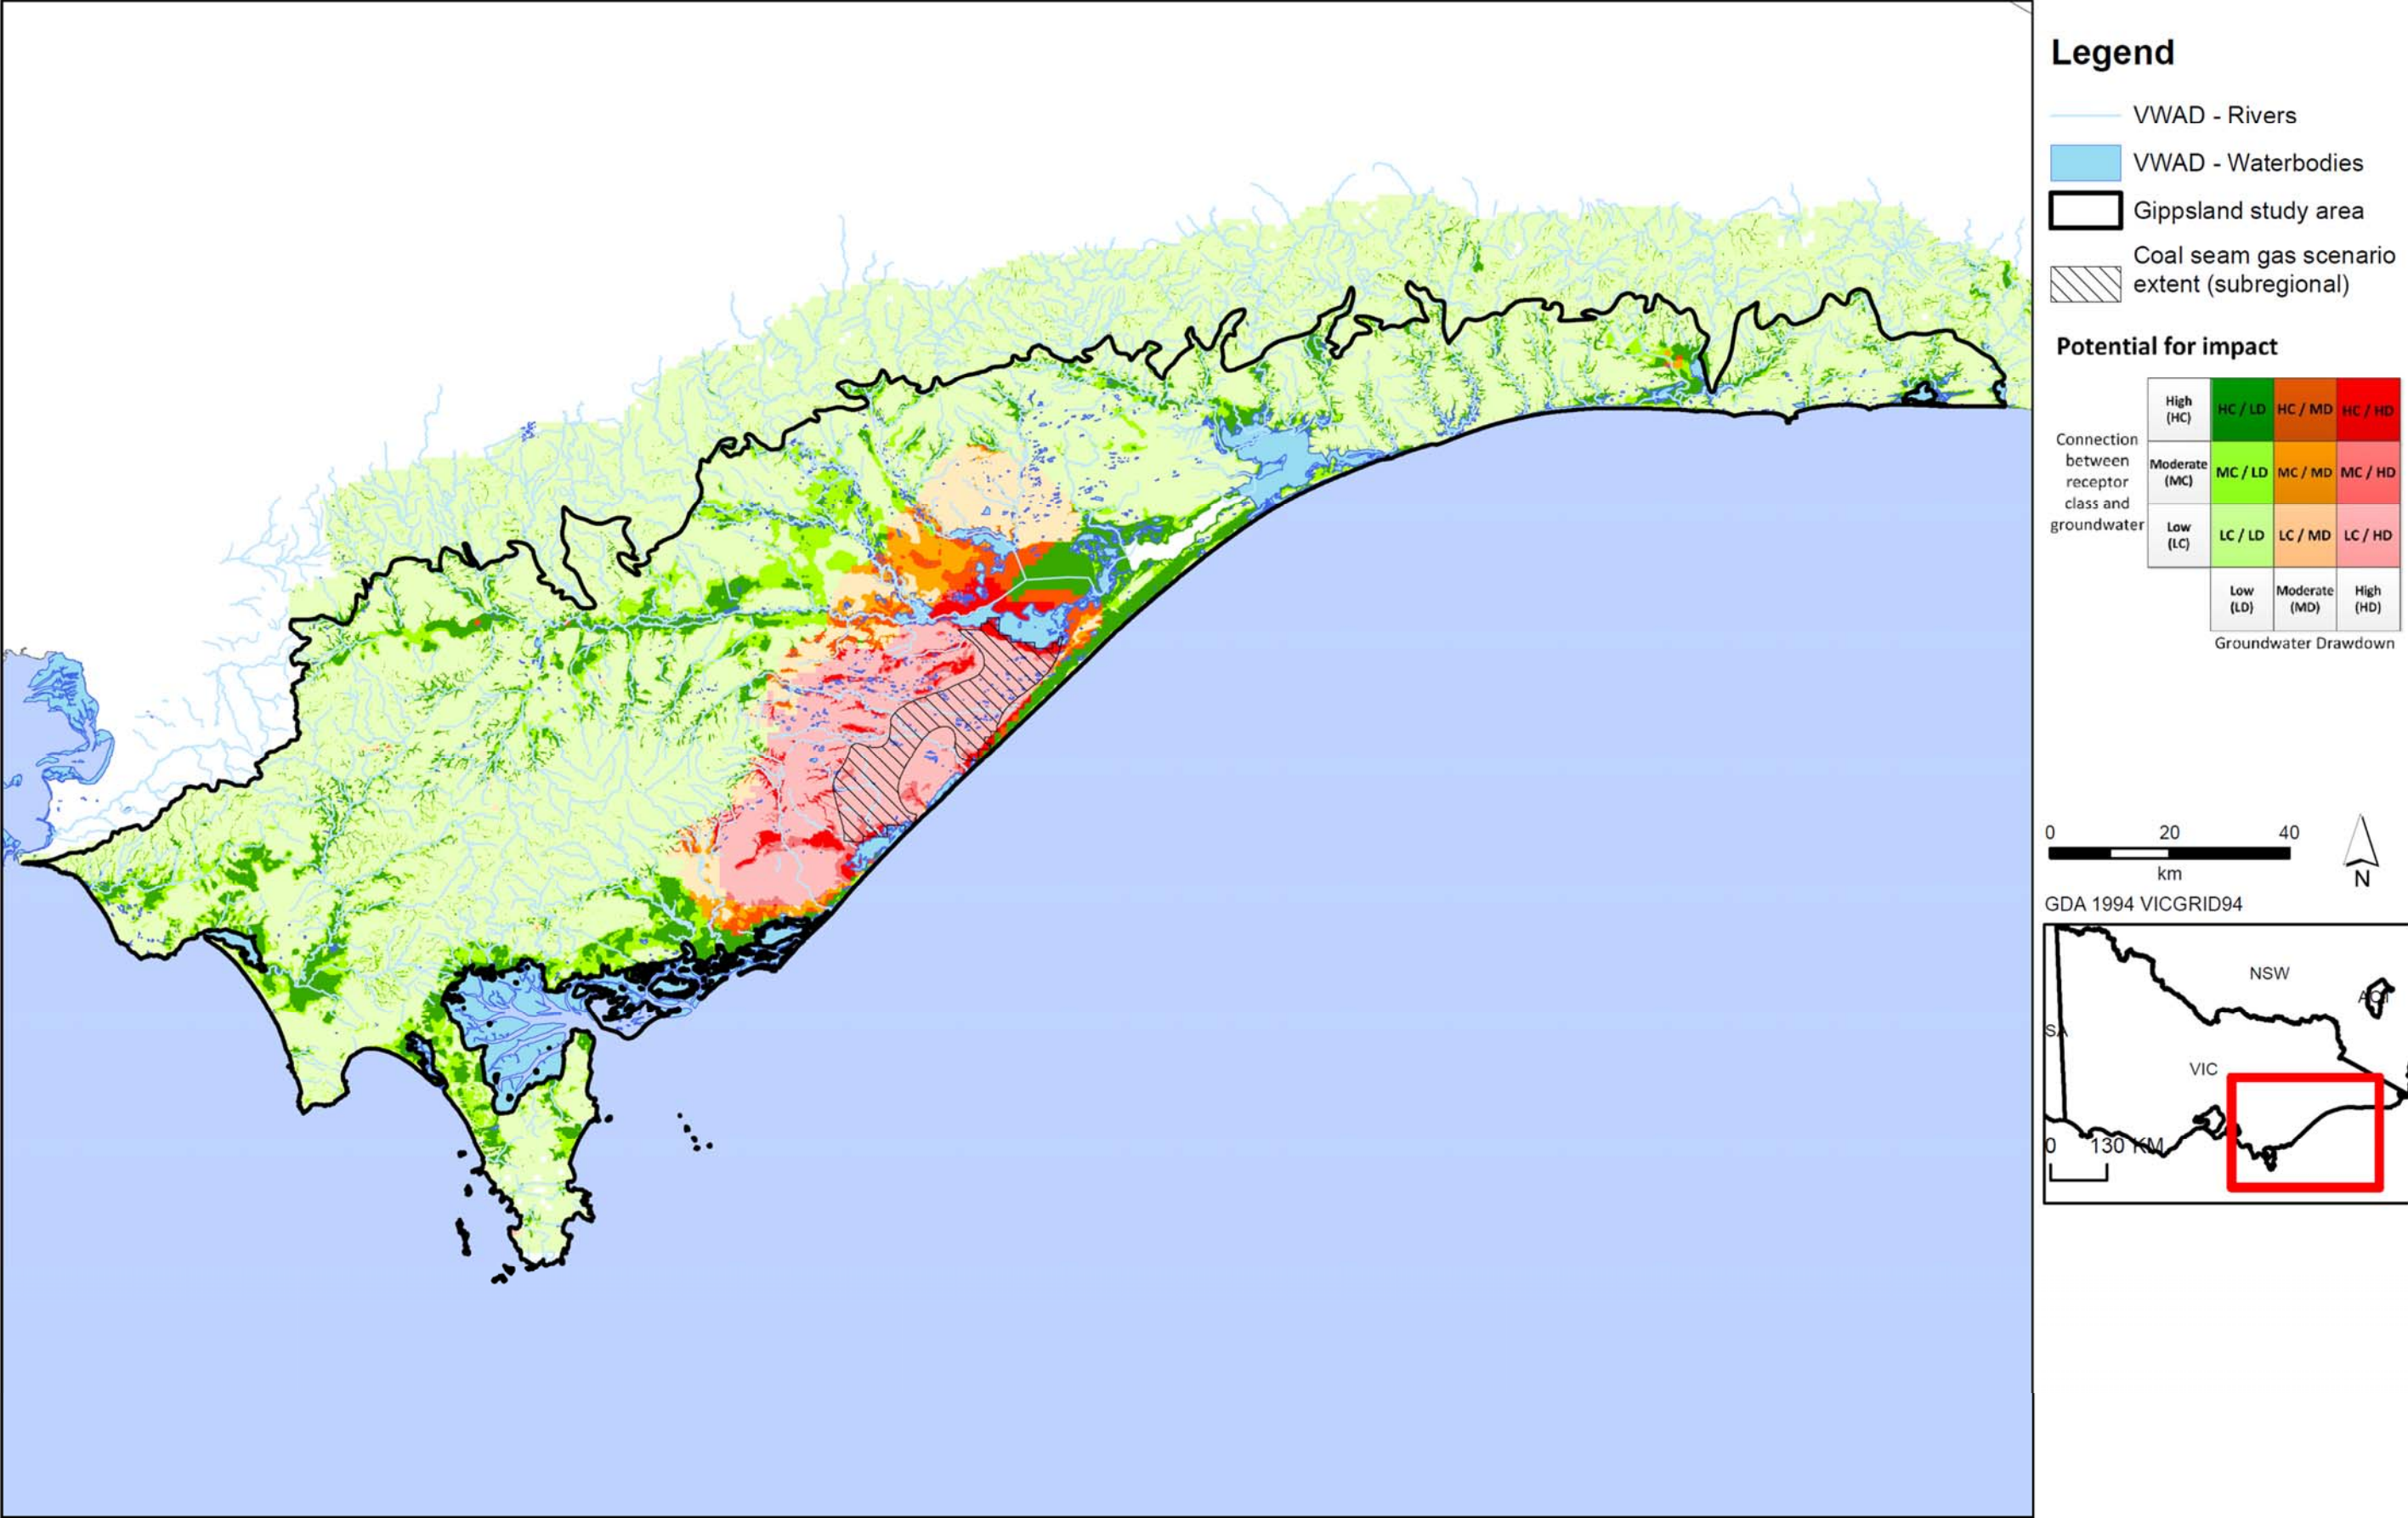 Legend
VWAD - Rivers
VWAD - Waterbodies
Gippsland study area
Coal seam gas scenario
extent (subregional)
Potential for impact
High
(HC)
HC / LD
HC / MD
HC / HD
Connection
between
receptor
class and
groundwater
Moderate
(MC)
MC / LD
MC / MD
MC / HD
Low
(LC)
LC / LD
LC / MD
LC / HD
Low
(LD)
Moderate
(MD)
High
(HD)
Groundwater Drawdown
0 20 40
km
N
GDA 1994 VICGRID94
NSW
ACT
SA
VIC
0 130 KM